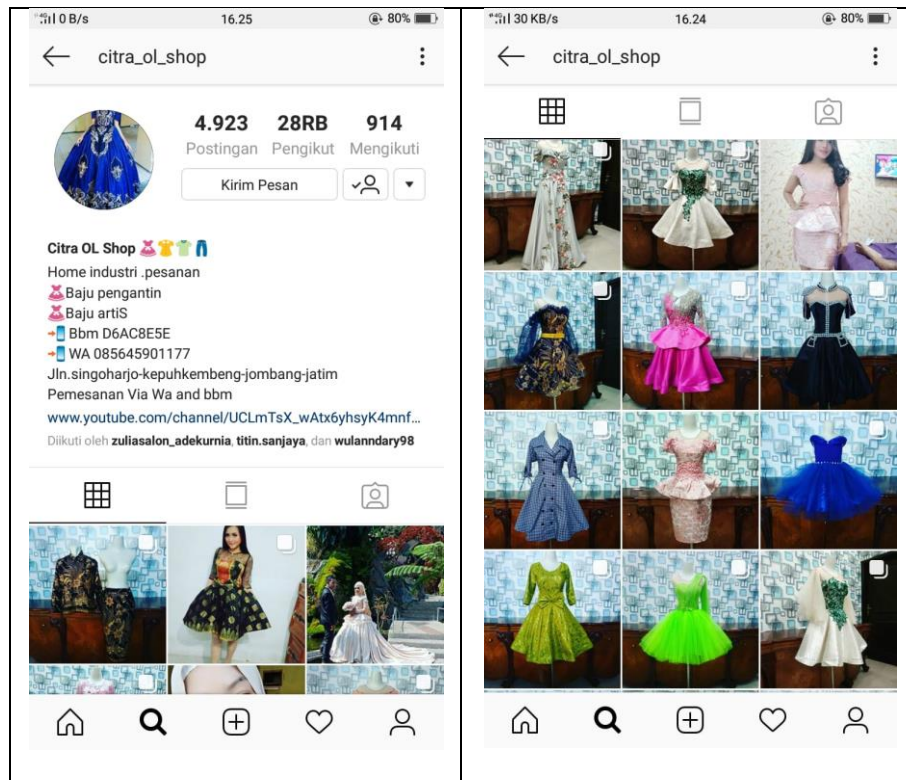 0 B/s 16.25 80%
citra_ol_shop
4.923 28RB 914
Postingan Pengikut Mengikuti
Kirim Pesan
Citra OL Shop
Home industri .pesanan
Baju pengantin
Baju artiS
Bbm D6AC8E5E
WA 085645901177
Jln.singoharjo-kepuhkembeng-jombang-jatim
Pemesanan Via Wa and bbm
www.youtube.com/channel/UCLmTsX_wAtx6yhsyK4mnf...
Diikuti oleh zuliasalon_adekurnia, titin.sanjaya, dan wulanndary98
30 KB/s 16.24 80%
citra_ol_shop